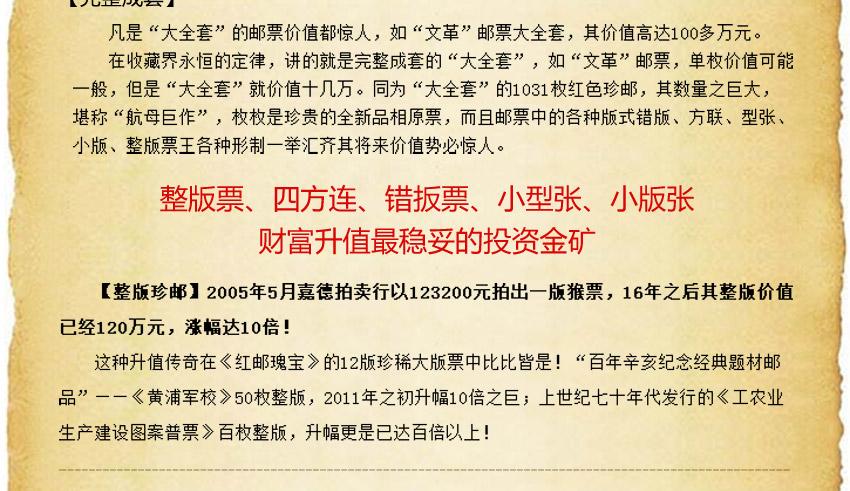 【完整成套】
凡是“大全套”的邮票价值都惊人，如“文革”邮票大全套，其价值高达100多万元。
在收藏界永恒的定律，讲的就是完整成套的“大全套”，如“文革”邮票，单枚价值可能
一般，但是“大全套”就价值十几万。同为“大全套”的1031枚红色珍邮，其数量之巨大，
堪称“航母巨作”，枚枚是珍贵的全新品相原票，而且邮票中的各种版式错版、方联、型张、
小版、整版票王各种形制一举汇齐其将来价值势必惊人。
整版票、四方连、错扳票、小型张、小版张
财富升值最稳妥的投资金矿
【整版珍邮】2005年5月嘉德拍卖行以123200元拍出一版猴票，16年之后其整版价值
已经120万元，涨幅达10倍！
这种升值传奇在《红邮瑰宝》的12版珍稀大版票中比比皆是！“百年辛亥纪念经典题材邮
品”——《黄浦军校》50枚整版，2011年之初升幅10倍之巨；上世纪七十年代发行的《工农业
生产建设图案普票》百枚整版，升幅更是已达百倍以上！